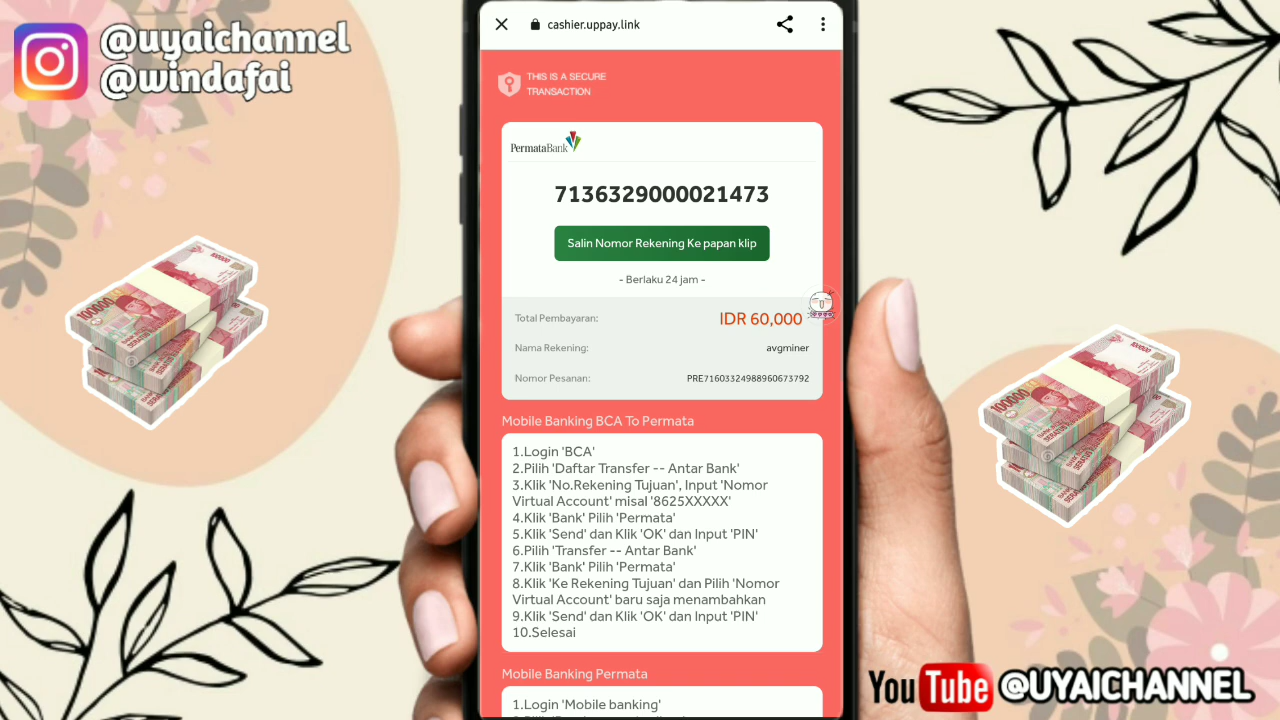 @uyaichannel
@windafai
cashier.uppay.link
THIS IS A SECURE
TRANSACTION
PermataBank
7136329000021473
Salin Nomor Rekening Ke papan klip
- Berlaku 24 jam -
Total Pembayaran: IDR 60,000
Nama Rekening: avgminer
Nomor Pesanan: PRE71603324988960673792
Mobile Banking BCA To Permata
1.Login 'BCA'
2.Pilih 'Daftar Transfer -- Antar Bank'
3.Klik 'No.Rekening Tujuan', Input 'Nomor
Virtual Account' misal '8625XXXXX'
4.Klik 'Bank' Pilih 'Permata'
5.Klik 'Send' dan Klik 'OK' dan Input 'PIN'
6.Pilih 'Transfer -- Antar Bank'
7.Klik 'Bank' Pilih 'Permata'
8.Klik 'Ke Rekening Tujuan' dan Pilih 'Nomor
Virtual Account' baru saja menambahkan
9.Klik 'Send' dan Klik 'OK' dan Input 'PIN'
10.Selesai
Mobile Banking Permata
1.Login 'Mobile banking'
YouTube @UYAICHANNEL